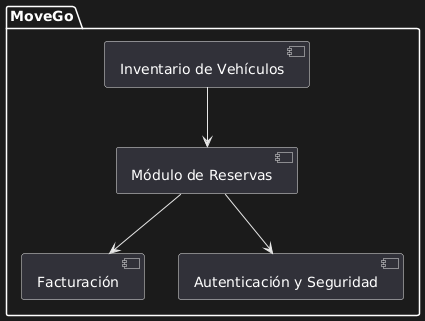 MoveGo
Inventario de Vehículos
Módulo de Reservas
Facturación
Autenticación y Seguridad